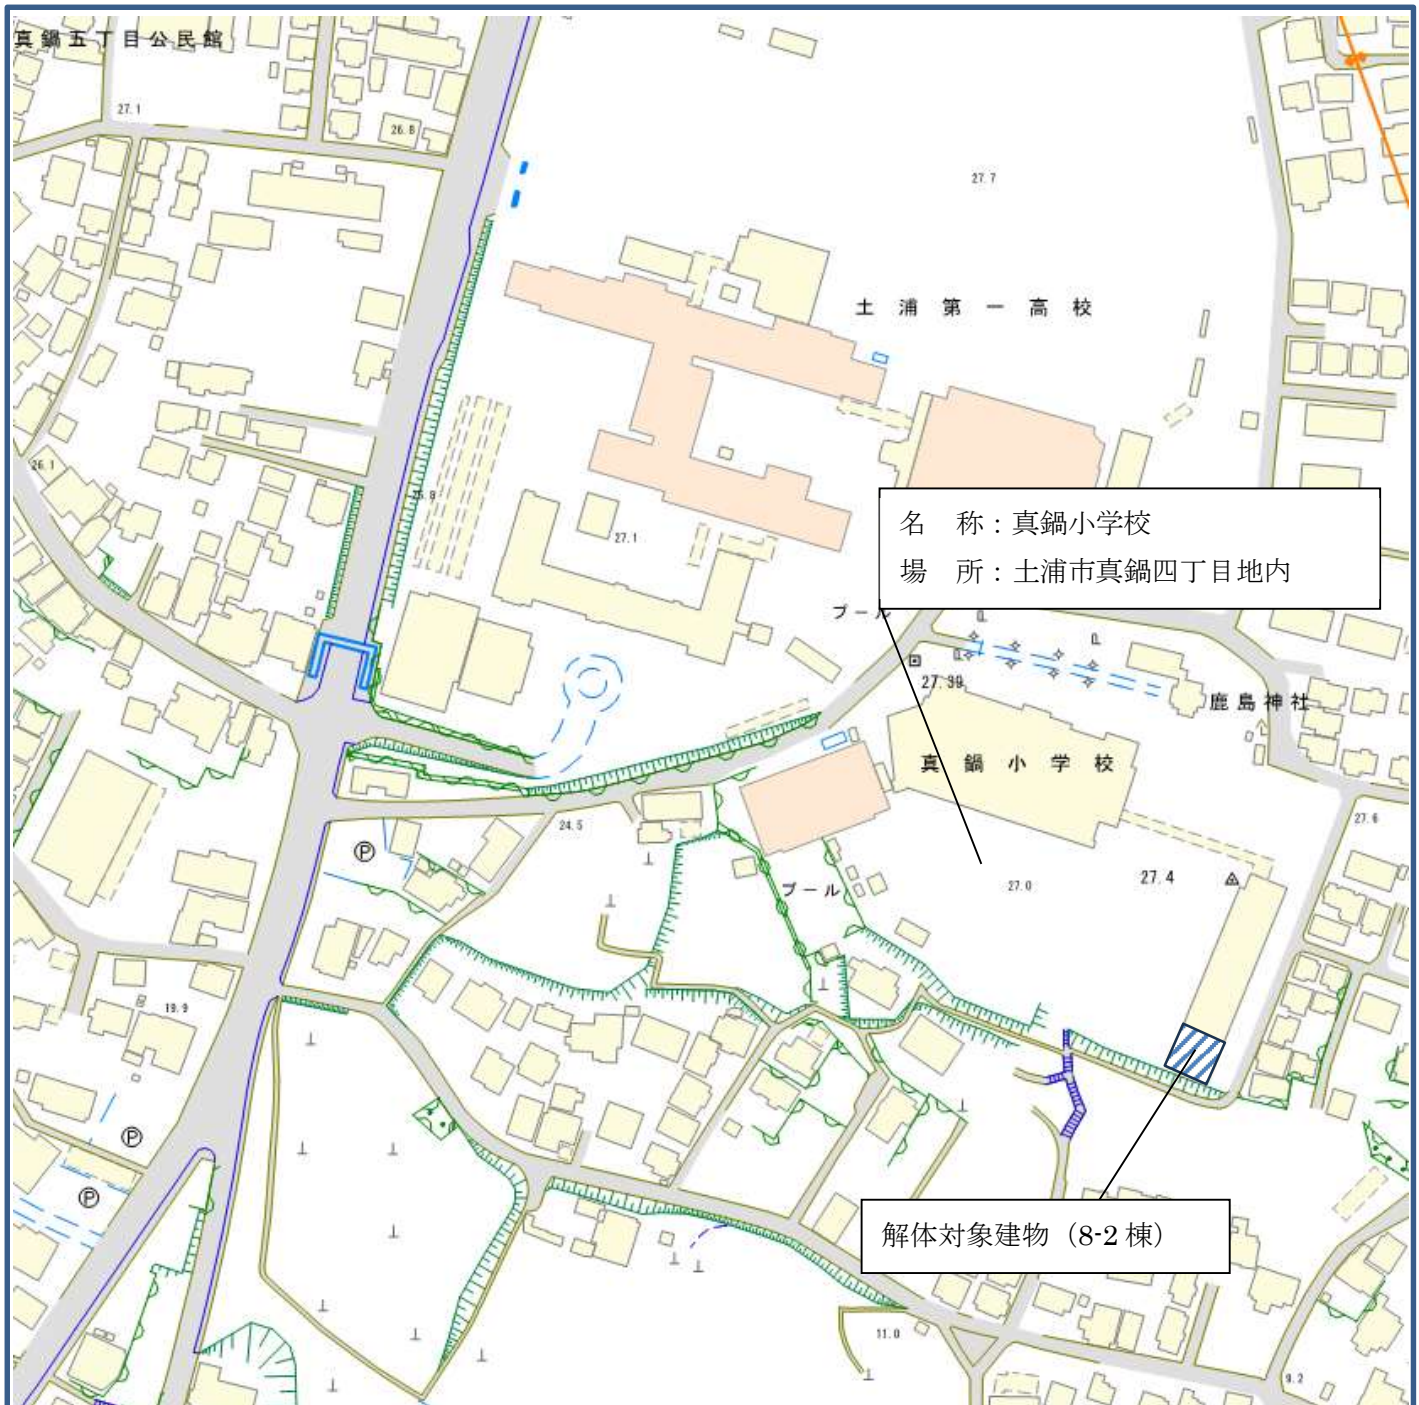 真鍋五丁目公民館
27.1
26.8
27.7
土浦第一高校
26.1
27.1
名　称：真鍋小学校
場　所：土浦市真鍋四丁目地内
プール
27.39
鹿島神社
真鍋小学校
24.5
27.6
P
プール
27.0
27.4
19.9
P
P
解体対象建物（8-2 棟）
11.0
9.2